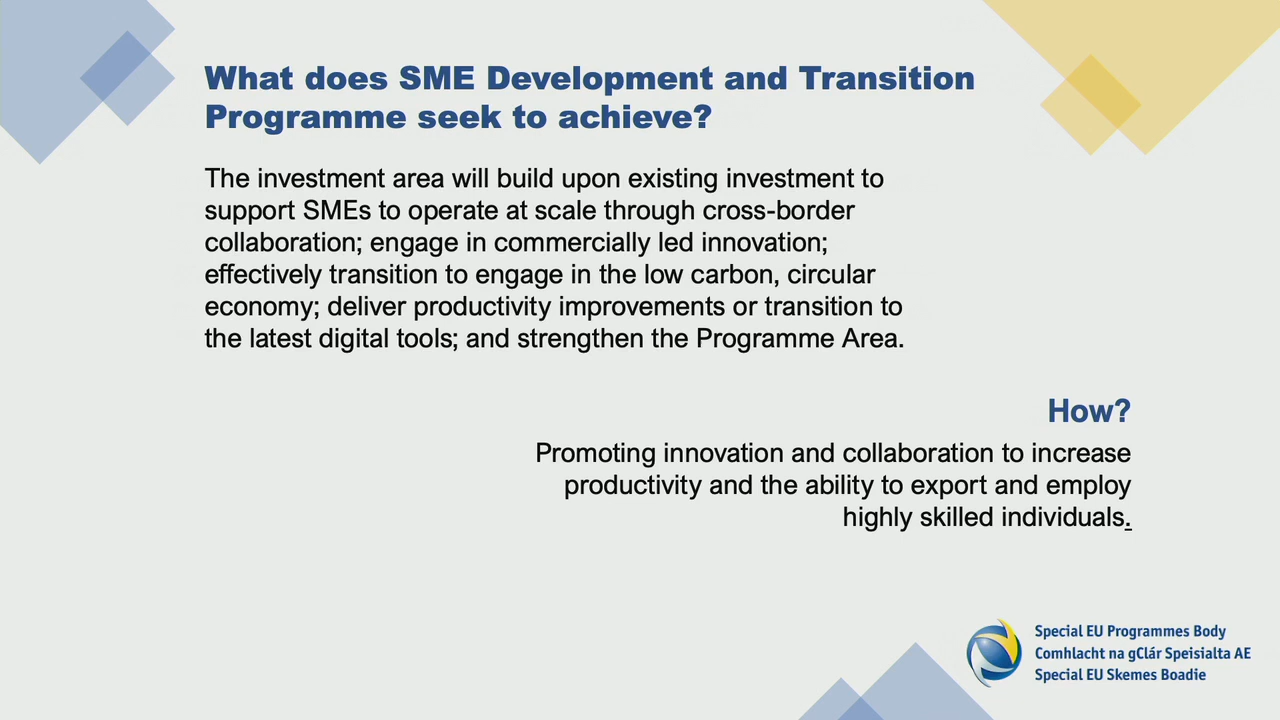 What does SME Development and Transition
Programme seek to achieve?
The investment area will build upon existing investment to
support SMEs to operate at scale through cross-border
collaboration; engage in commercially led innovation;
effectively transition to engage in the low carbon, circular
economy; deliver productivity improvements or transition to
the latest digital tools; and strengthen the Programme Area.
How?
Promoting innovation and collaboration to increase
productivity and the ability to export and employ
highly skilled individuals.
Special EU Programmes Body
Comhlacht na gClár Speisialta AE
Special EU Skemes Boadie